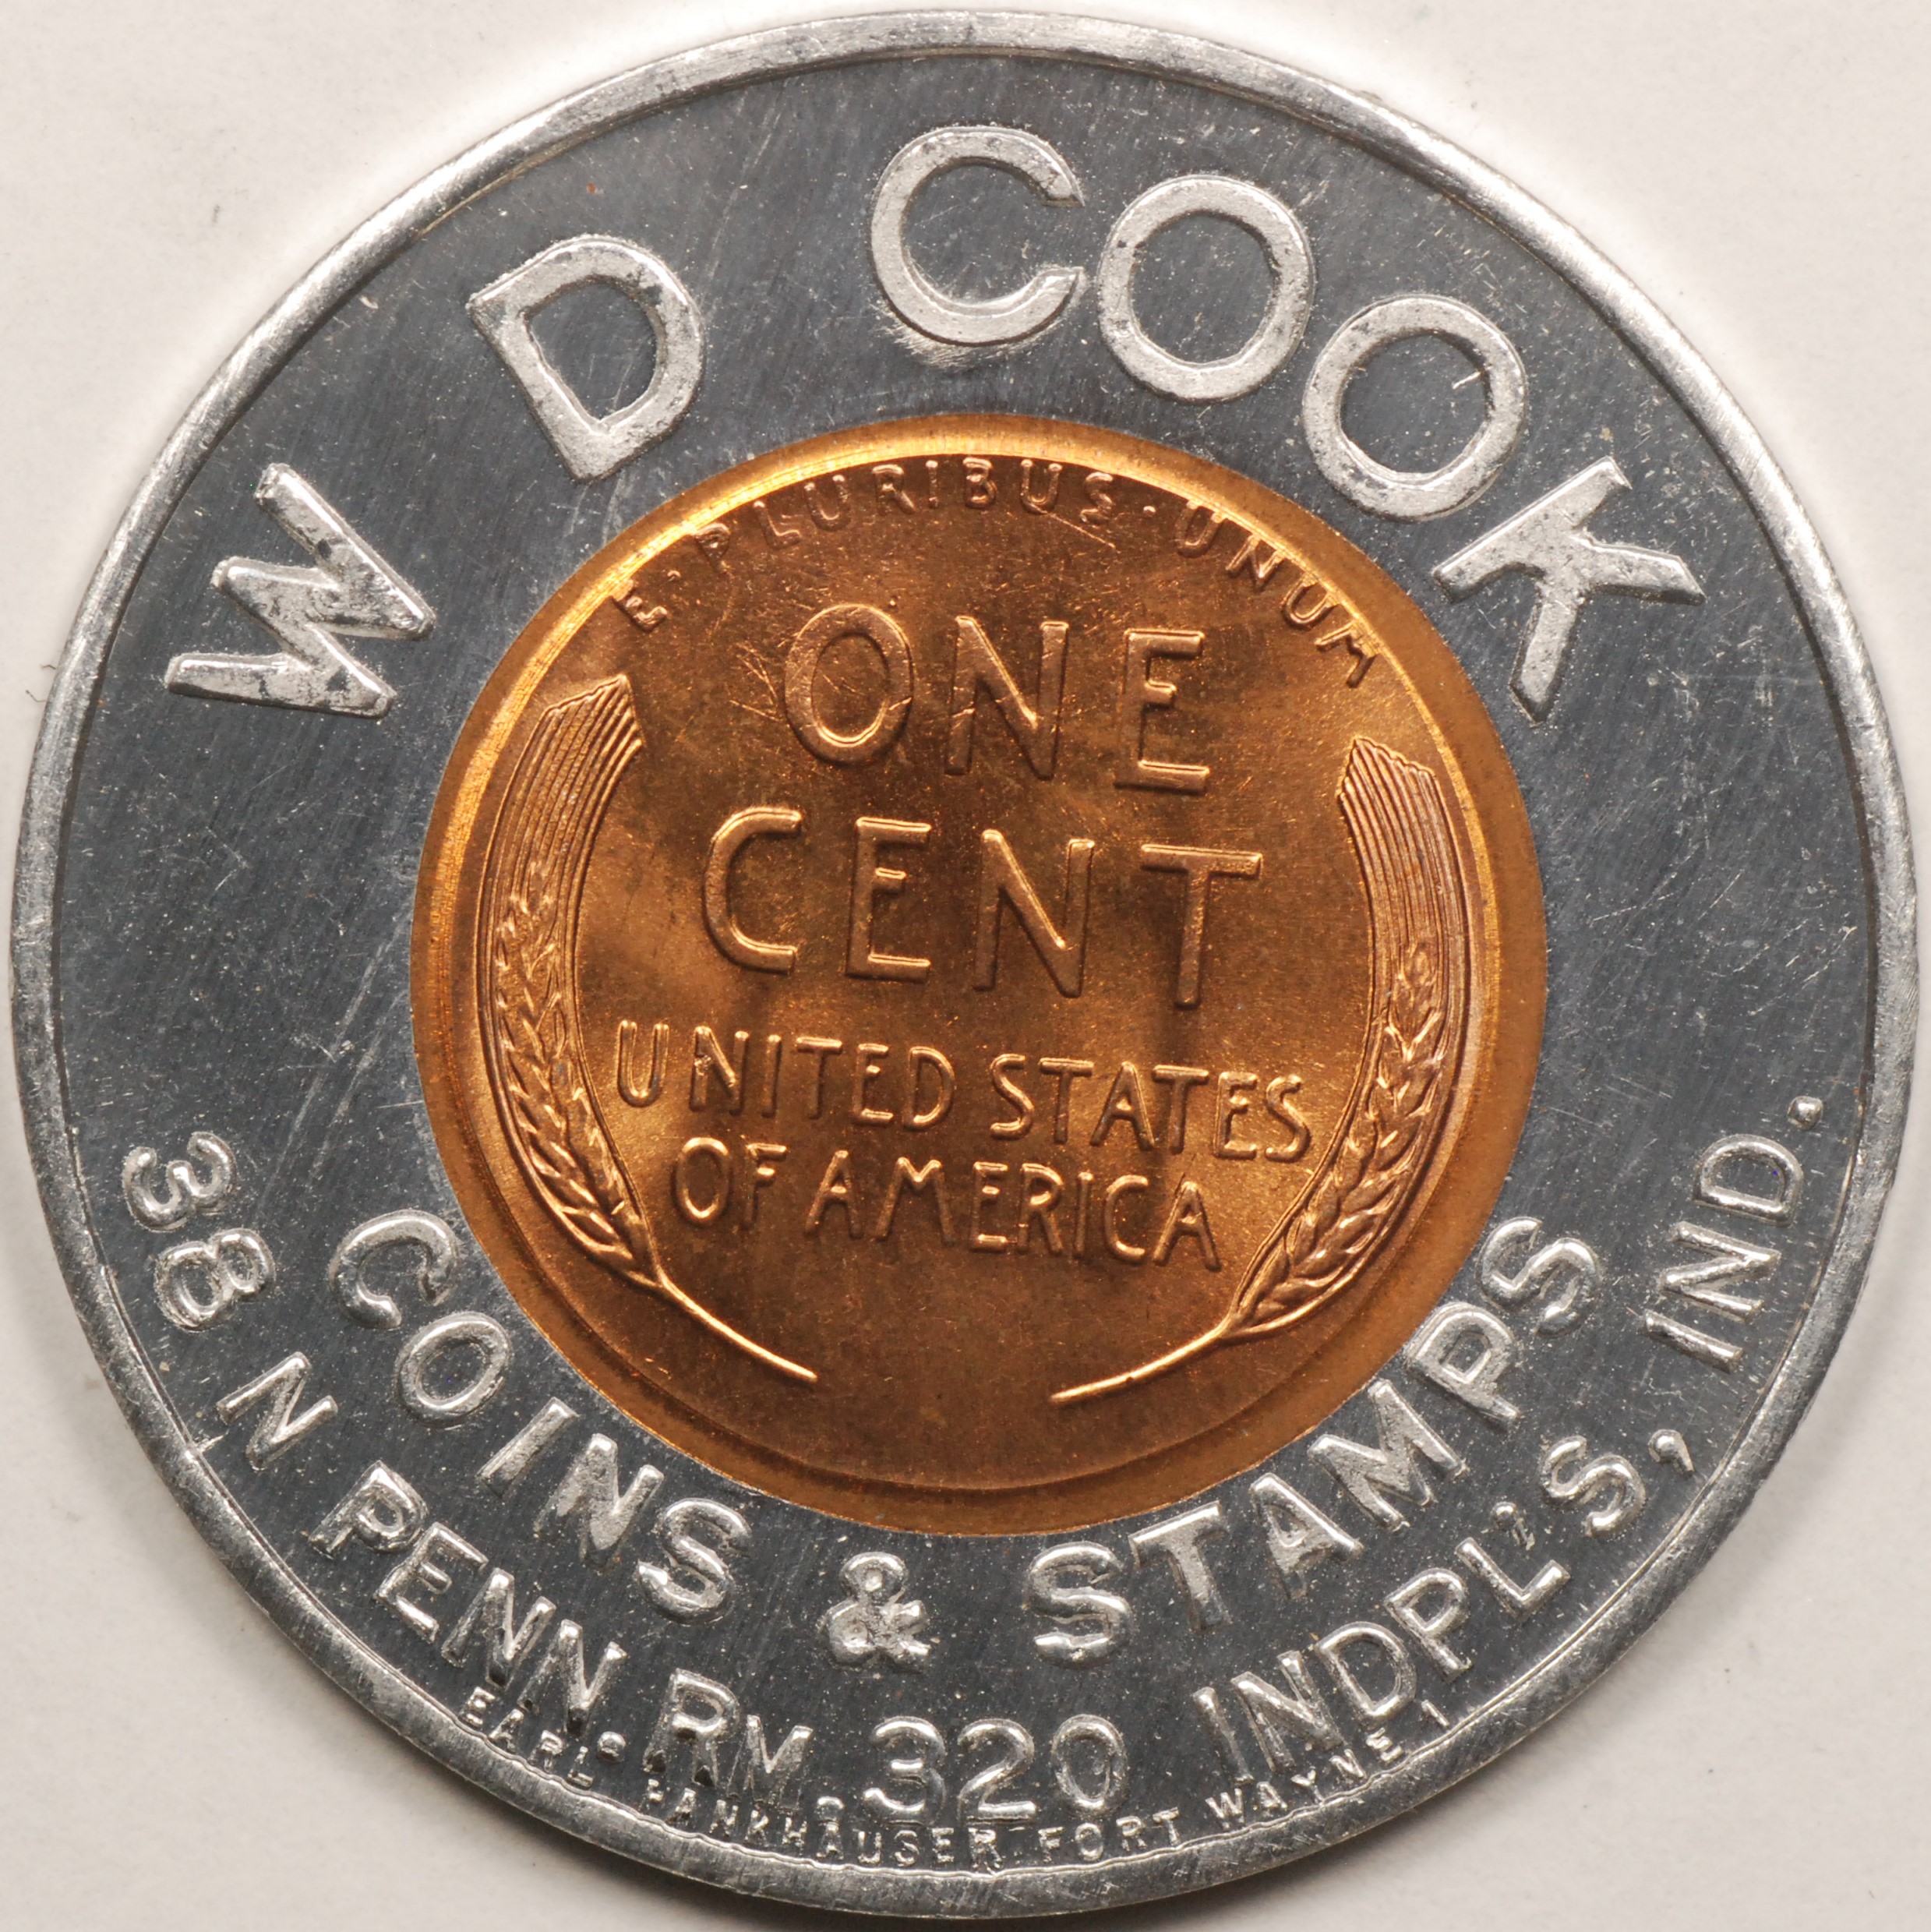 W D COOK
E · PLURIBUS · UNUM
ONE
CENT
UNITED STATES
OF AMERICA
COINS & STAMPS
38 N PENN. RM. 320 INDPL'S, IND.
EARL FANKHAUSER FORT WAYNE